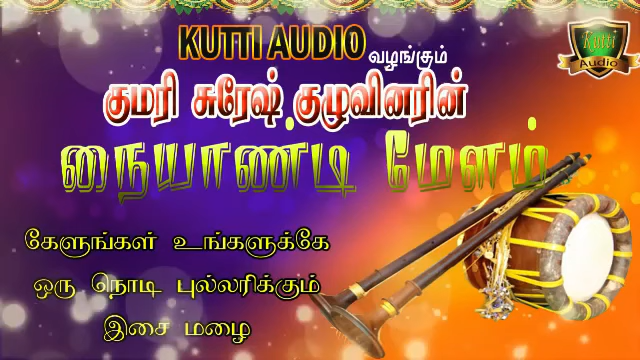 KUTTI AUDIO வழங்கும்
Kutti
Audio
குமரி சுரேஷ் குழுவினரின்
நையாண்டி மேளம்
கேளுங்கள் உங்களுக்கே
ஒரு நொடி புல்லரிக்கும்
இசை மழை